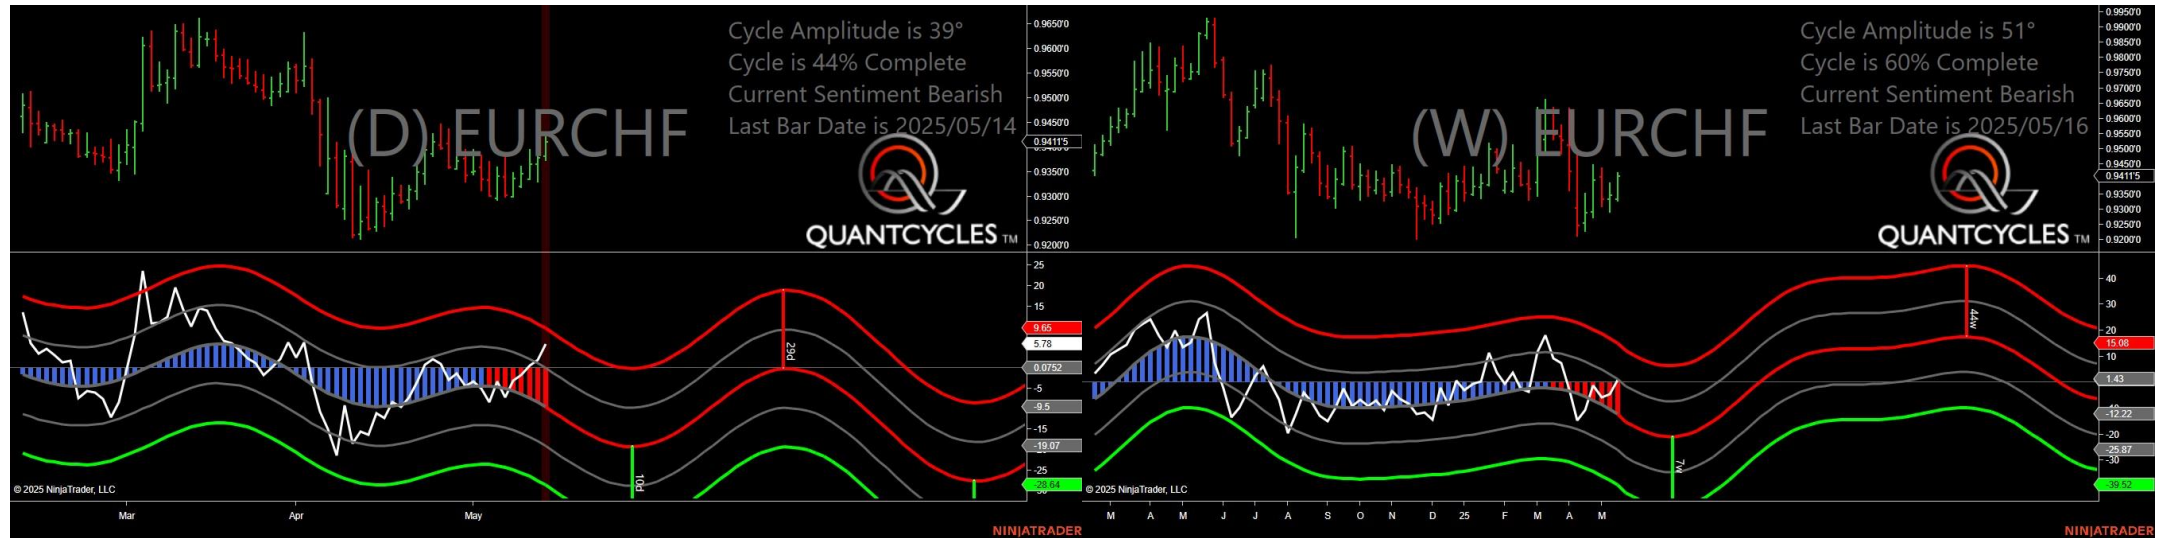 Cycle Amplitude is 39°
Cycle is 44% Complete
Current Sentiment Bearish
Last Bar Date is 2025/05/14
(D) EURCHF
QUANTCYCLES TM
0.9650'0
0.9600'0
0.9550'0
0.9500'0
0.9450'0
0.9411'5
0.9350'0
0.9300'0
0.9250'0
0.9200'0
25
20
15
9.65
5.78
0.0752
-5
-9.5
-15
-19.07
-25
-28.64
29d
10d
© 2025 NinjaTrader, LLC
Mar
Apr
May
NINJATRADER
Cycle Amplitude is 51°
Cycle is 60% Complete
Current Sentiment Bearish
Last Bar Date is 2025/05/16
(W) EURCHF
QUANTCYCLES TM
0.9950'0
0.9900'0
0.9850'0
0.9800'0
0.9750'0
0.9700'0
0.9650'0
0.9600'0
0.9550'0
0.9500'0
0.9450'0
0.9411'5
0.9350'0
0.9300'0
0.9250'0
0.9200'0
40
30
20
15.08
10
1.43
-12.22
-20
-25.87
-30
-39.52
44w
7w
© 2025 NinjaTrader, LLC
M A M J J A S O N D 25 F M A M
NINJATRADER